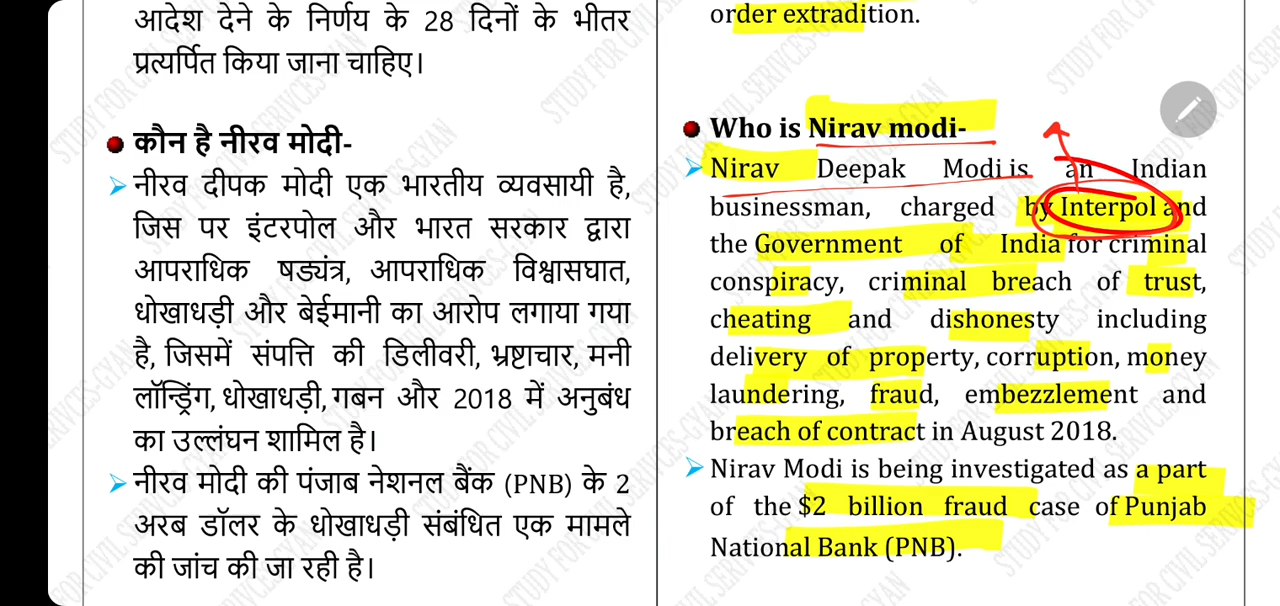 आदेश देने के निर्णय के 28 दिनों के भीतर
प्रत्यर्पित किया जाना चाहिए।
कौन है नीरव मोदी-
नीरव दीपक मोदी एक भारतीय व्यवसायी है,
जिस पर इंटरपोल और भारत सरकार द्वारा
आपराधिक षड्यंत्र, आपराधिक विश्वासघात,
धोखाधड़ी और बेईमानी का आरोप लगाया गया
है, जिसमें संपत्ति की डिलीवरी, भ्रष्टाचार, मनी
लॉन्ड्रिंग, धोखाधड़ी, गबन और 2018 में अनुबंध
का उल्लंघन शामिल है।
नीरव मोदी की पंजाब नेशनल बैंक (PNB) के 2
अरब डॉलर के धोखाधड़ी संबंधित एक मामले
की जांच की जा रही है।
order extradition.
Who is Nirav modi-
Nirav Deepak Modi is an Indian
businessman, charged by Interpol and
the Government of India for criminal
conspiracy, criminal breach of trust,
cheating and dishonesty including
delivery of property, corruption, money
laundering, fraud, embezzlement and
breach of contract in August 2018.
Nirav Modi is being investigated as a part
of the $2 billion fraud case of Punjab
National Bank (PNB).
STUDY FOR CIVIL SERIVCES-GYAN